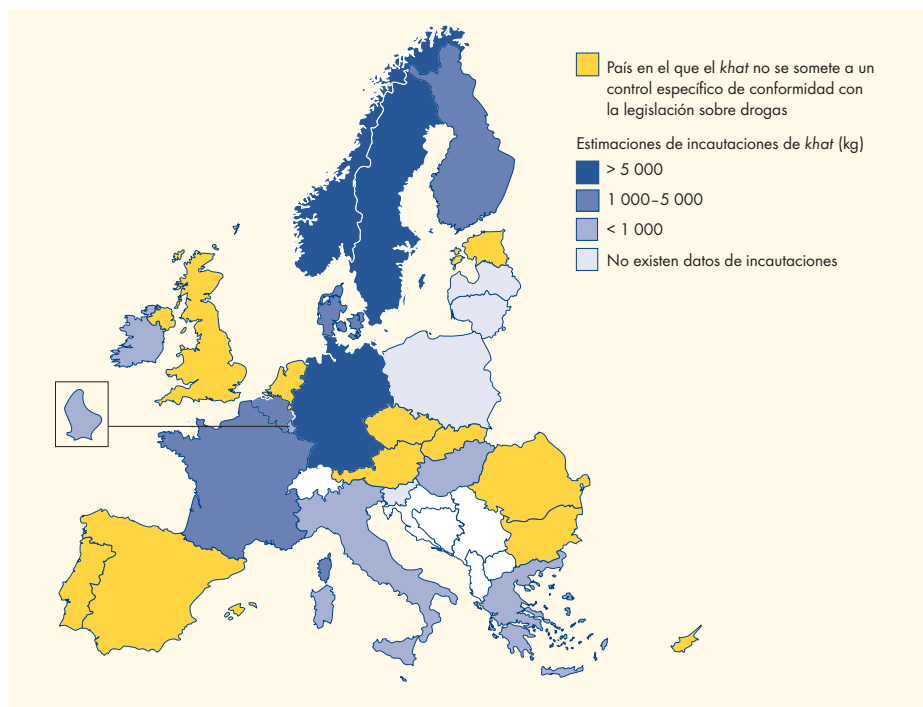 País en el que el khat no se somete a un
control específico de conformidad con
la legislación sobre drogas
Estimaciones de incautaciones de khat (kg)
> 5 000
1 000–5 000
< 1 000
No existen datos de incautaciones